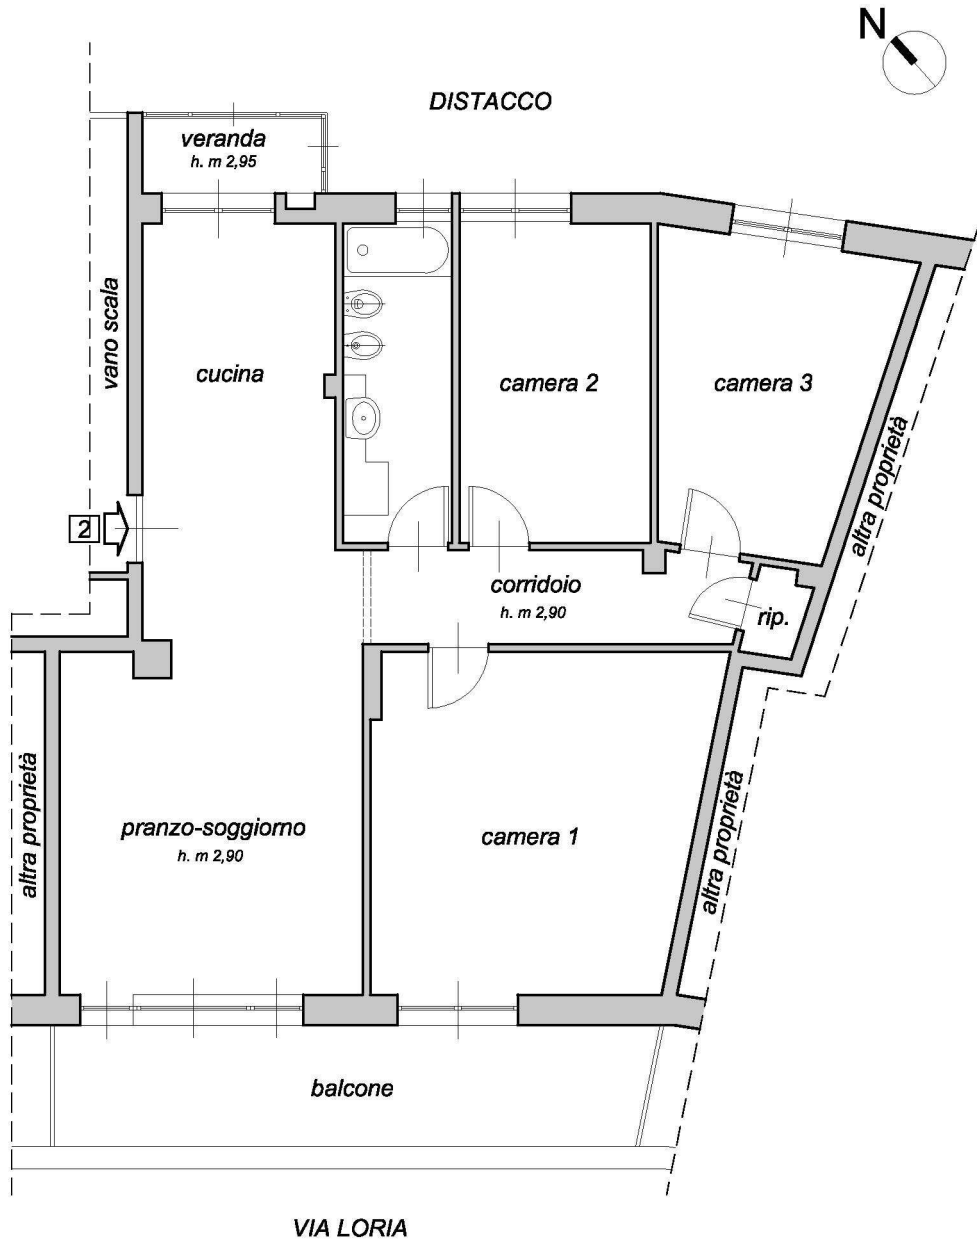 N
DISTACCO
veranda
h. m 2,95
vano scala
cucina
camera 2
camera 3
altra proprietà
2
corridoio
h. m 2,90
rip.
altra proprietà
pranzo-soggiorno
h. m 2,90
camera 1
altra proprietà
balcone
VIA LORIA